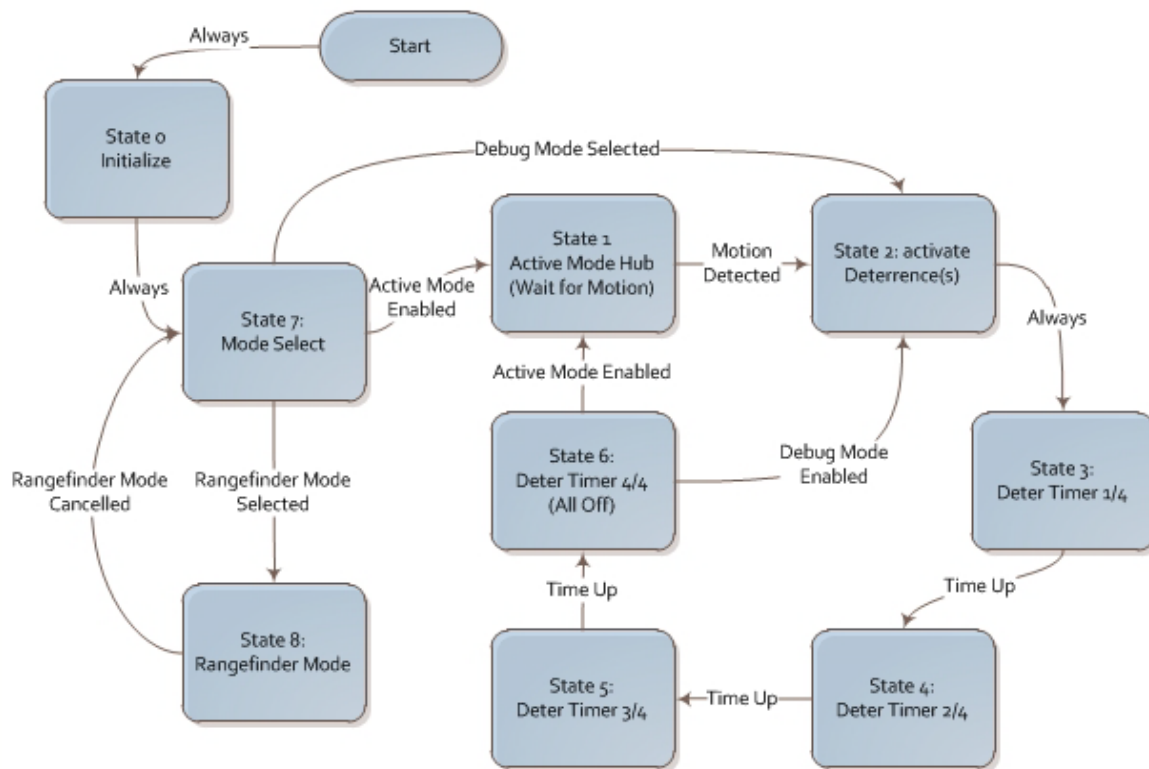 Always
Start
State 0
Initialize
Debug Mode Selected
Always
State 7:
Mode Select
Active Mode
Enabled
State 1
Active Mode Hub
(Wait for Motion)
Motion
Detected
State 2: activate
Deterrence(s)
Always
Active Mode Enabled
Rangefinder Mode
Cancelled
Rangefinder Mode
Selected
State 6:
Deter Timer 4/4
(All Off)
Debug Mode
Enabled
State 3:
Deter Timer 1/4
Time Up
Time Up
State 8:
Rangefinder Mode
State 5:
Deter Timer 3/4
Time Up
State 4:
Deter Timer 2/4